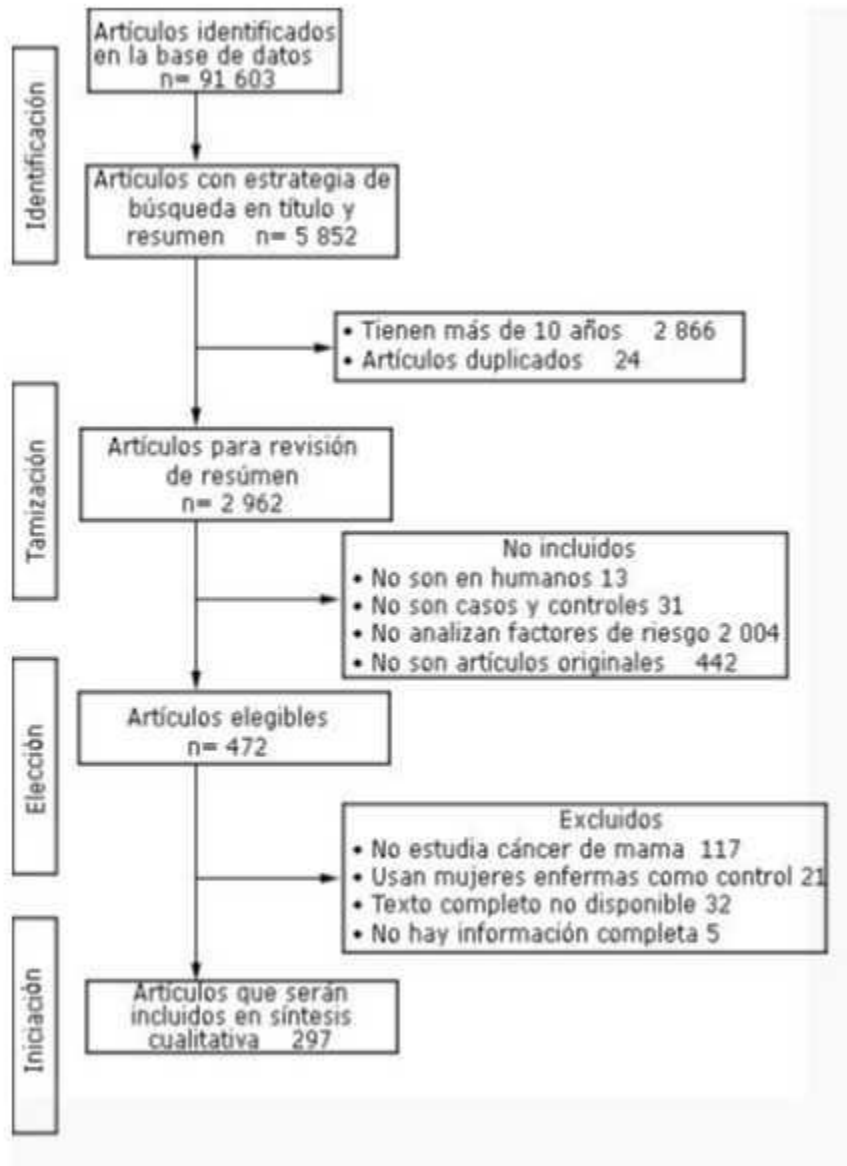 Artículos identificados
en la base de datos
n= 91 603
Identificación
Artículos con estrategia de
búsqueda en título y
resumen n= 5 852
• Tienen más de 10 años 2 866
• Artículos duplicados 24
Tamización
Artículos para revisión
de resúmen
n= 2 962
No incluidos
• No son en humanos 13
• No son casos y controles 31
• No analizan factores de riesgo 2 004
• No son artículos originales 442
Elección
Artículos elegibles
n= 472
Excluidos
• No estudia cáncer de mama 117
• Usan mujeres enfermas como control 21
• Texto completo no disponible 32
• No hay información completa 5
Iniciación
Artículos que serán
incluidos en síntesis
cualitativa 297